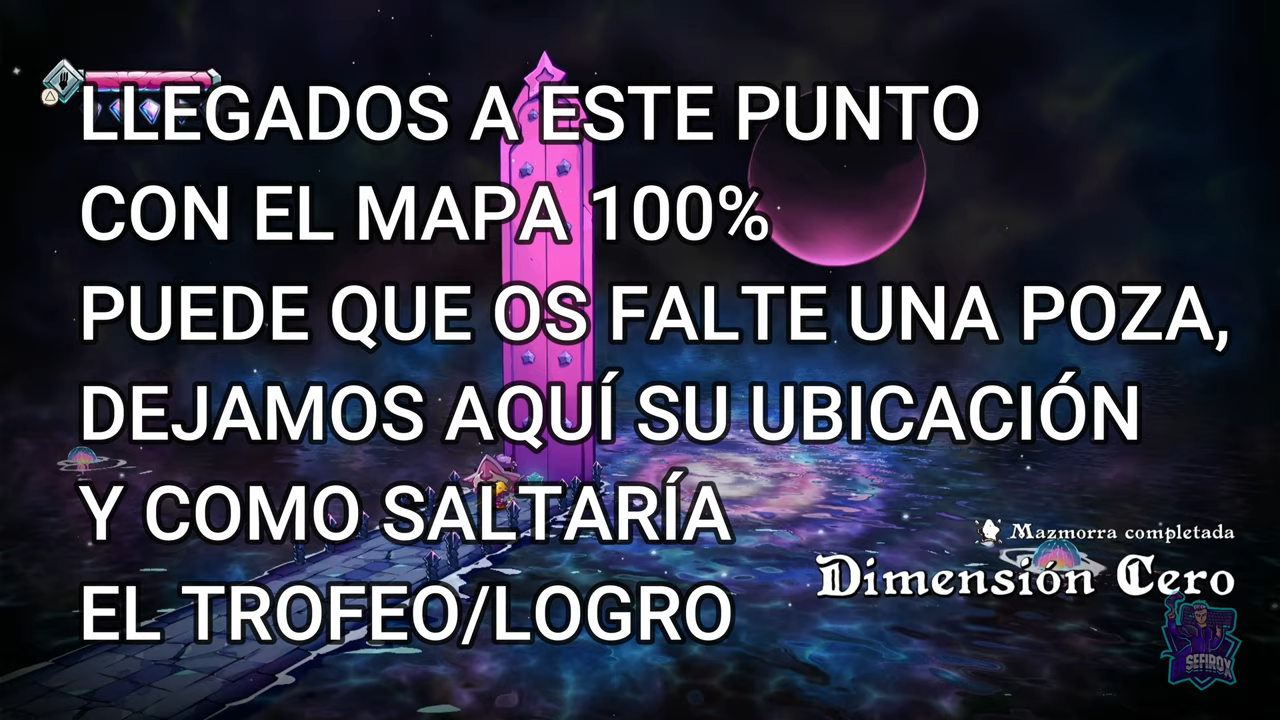 LLEGADOS A ESTE PUNTO
CON EL MAPA 100%
PUEDE QUE OS FALTE UNA POZA,
DEJAMOS AQUÍ SU UBICACIÓN
Y COMO SALTARÍA
EL TROFEO/LOGRO
Mazmorra completada
Dimensión Cero
SEFIROX